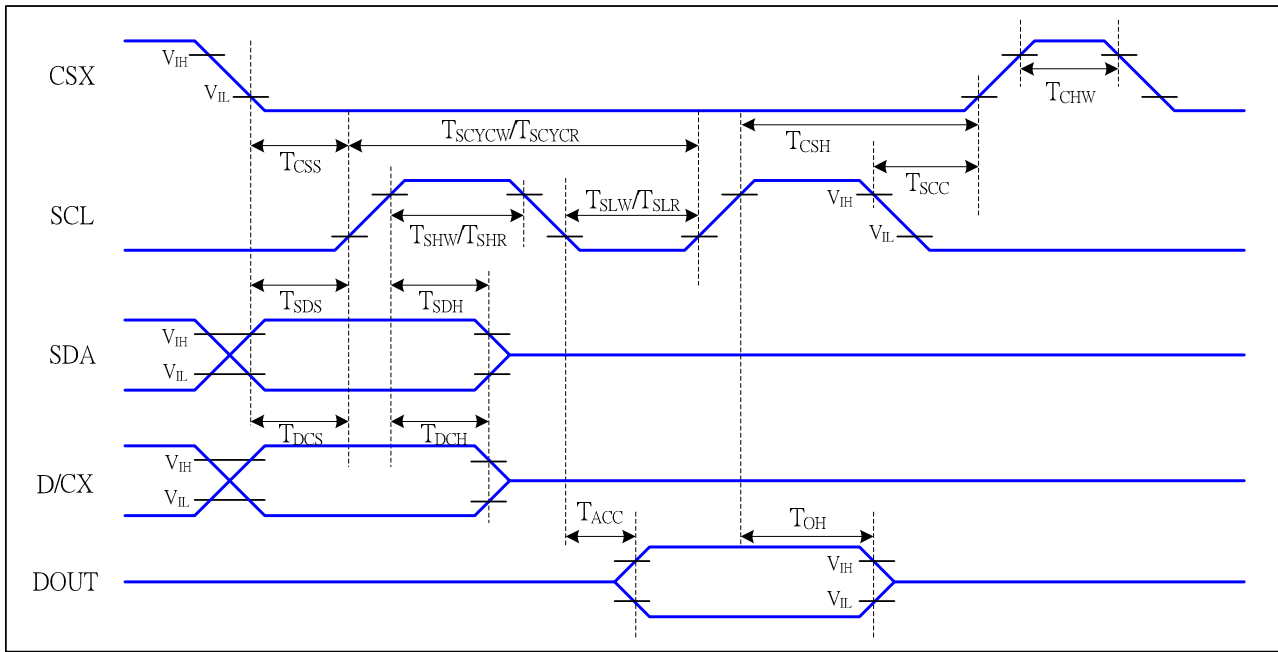 CSX
VIH
VIL
TCHW
TSCYCW/TSCYCR
TCSS
TCSH
TSCC
SCL
TSHW/TSHR
TSLW/TSLR
VIH
VIL
TSDS
TSDH
SDA
VIH
VIL
TDCS
TDCH
D/CX
VIH
VIL
TACC
TOH
DOUT
VIH
VIL